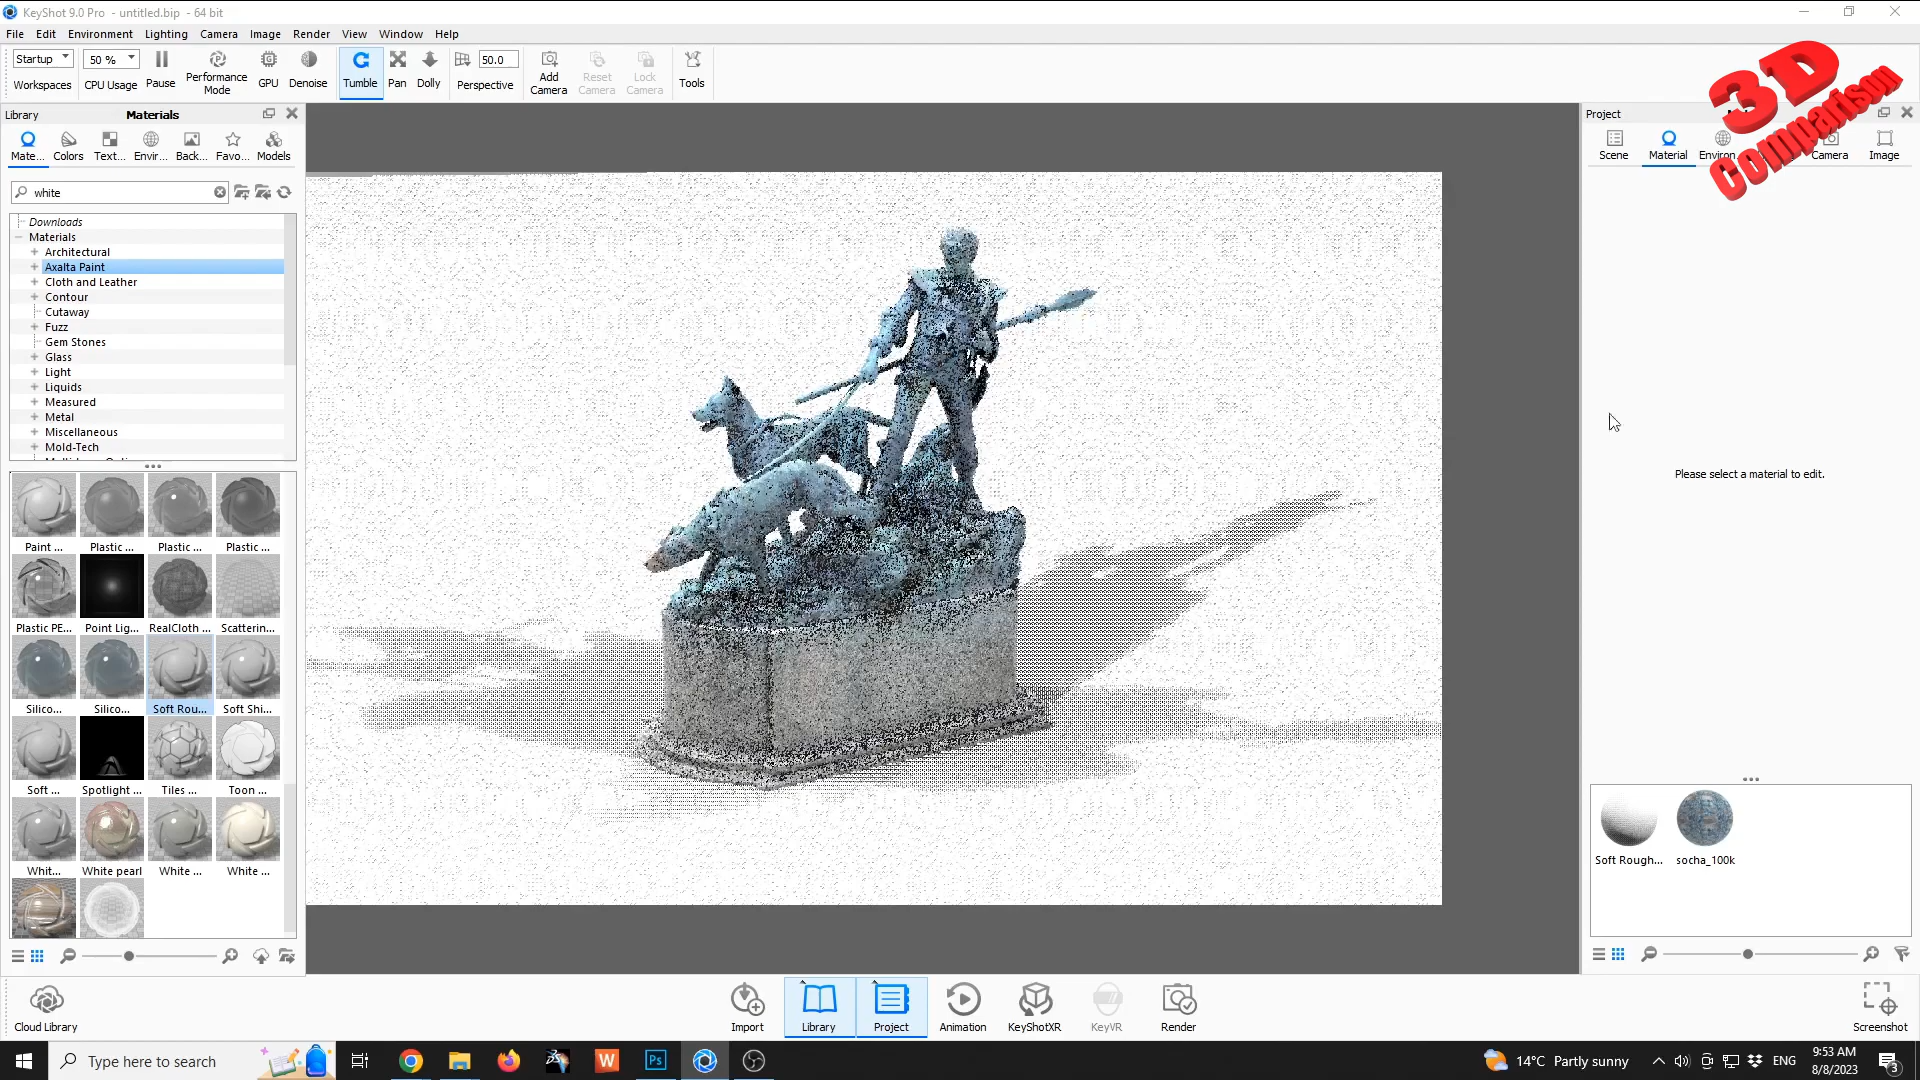 KeyShot 9.0 Pro - untitled.bip - 64 bit
File Edit Environment Lighting Camera Image Render View Window Help
Startup
50 %
50.0
Workspaces CPU Usage Pause Performance Mode GPU Denoise Tumble Pan Dolly Perspective Add Camera Reset Camera Lock Camera Tools
3D
Comparison
Library Materials
Mate... Colors Text... Envir... Back... Favo... Models
white
Downloads
Materials
Architectural
Axalta Paint
Cloth and Leather
Contour
Cutaway
Fuzz
Gem Stones
Glass
Light
Liquids
Measured
Metal
Miscellaneous
Mold-Tech
Paint ... Plastic ... Plastic ... Plastic ...
Plastic PE... Point Lig... RealCloth ... Scatterin...
Silico... Silico... Soft Rou... Soft Shi...
Soft ... Spotlight ... Tiles ... Toon ...
Whit... White pearl White ... White ...
Project
Scene Material Environ Camera Image
Please select a material to edit.
Soft Rough... socha_100k
Cloud Library Import Library Project Animation KeyShotXR KeyVR Render Screenshot
Type here to search
W
Ps
14°C Partly sunny
ENG
9:53 AM
8/8/2023
3